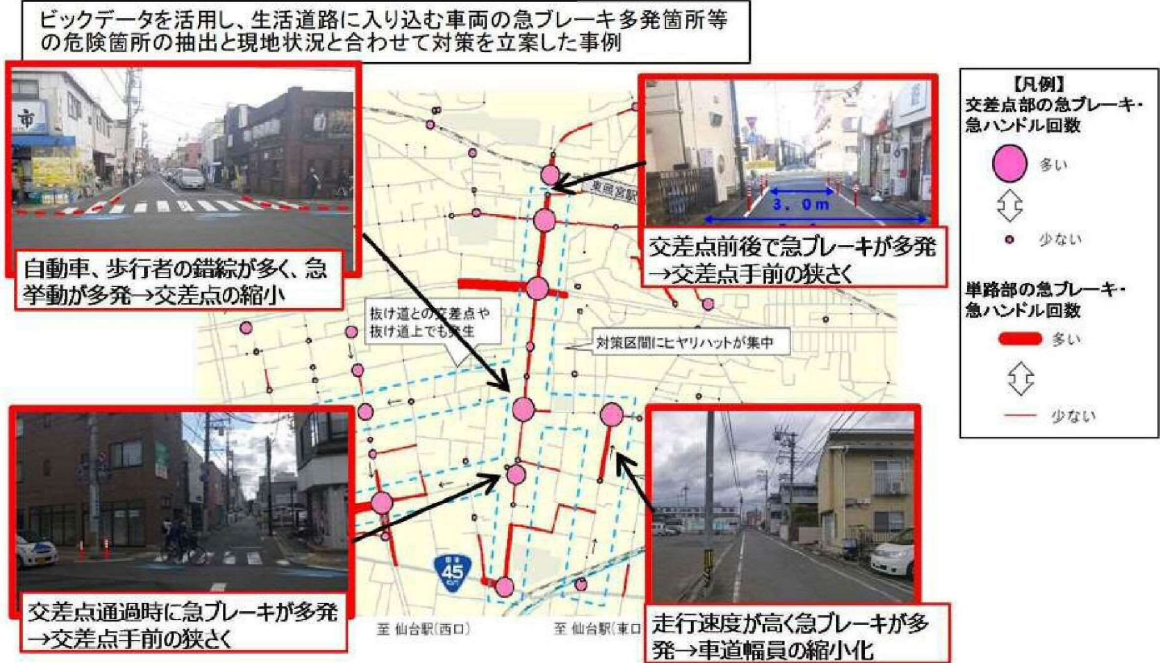 ビックデータを活用し、生活道路に入り込む車両の急ブレーキ多発箇所等
の危険箇所の抽出と現地状況と合わせて対策を立案した事例
市
自動車、歩行者の錯綜が多く、急
挙動が多発→交差点の縮小
東照宮駅
3.0m
交差点前後で急ブレーキが多発
→交差点手前の狭さく
抜け道との交差点や
抜け道上でも発生
対策区間にヒヤリハットが集中
交差点通過時に急ブレーキが多発
→交差点手前の狭さく
45
至 仙台駅(西口)
至 仙台駅(東口
走行速度が高く急ブレーキが多
発→車道幅員の縮小化
【凡例】
交差点部の急ブレーキ・
急ハンドル回数
多い
少ない
単路部の急ブレーキ・
急ハンドル回数
多い
少ない